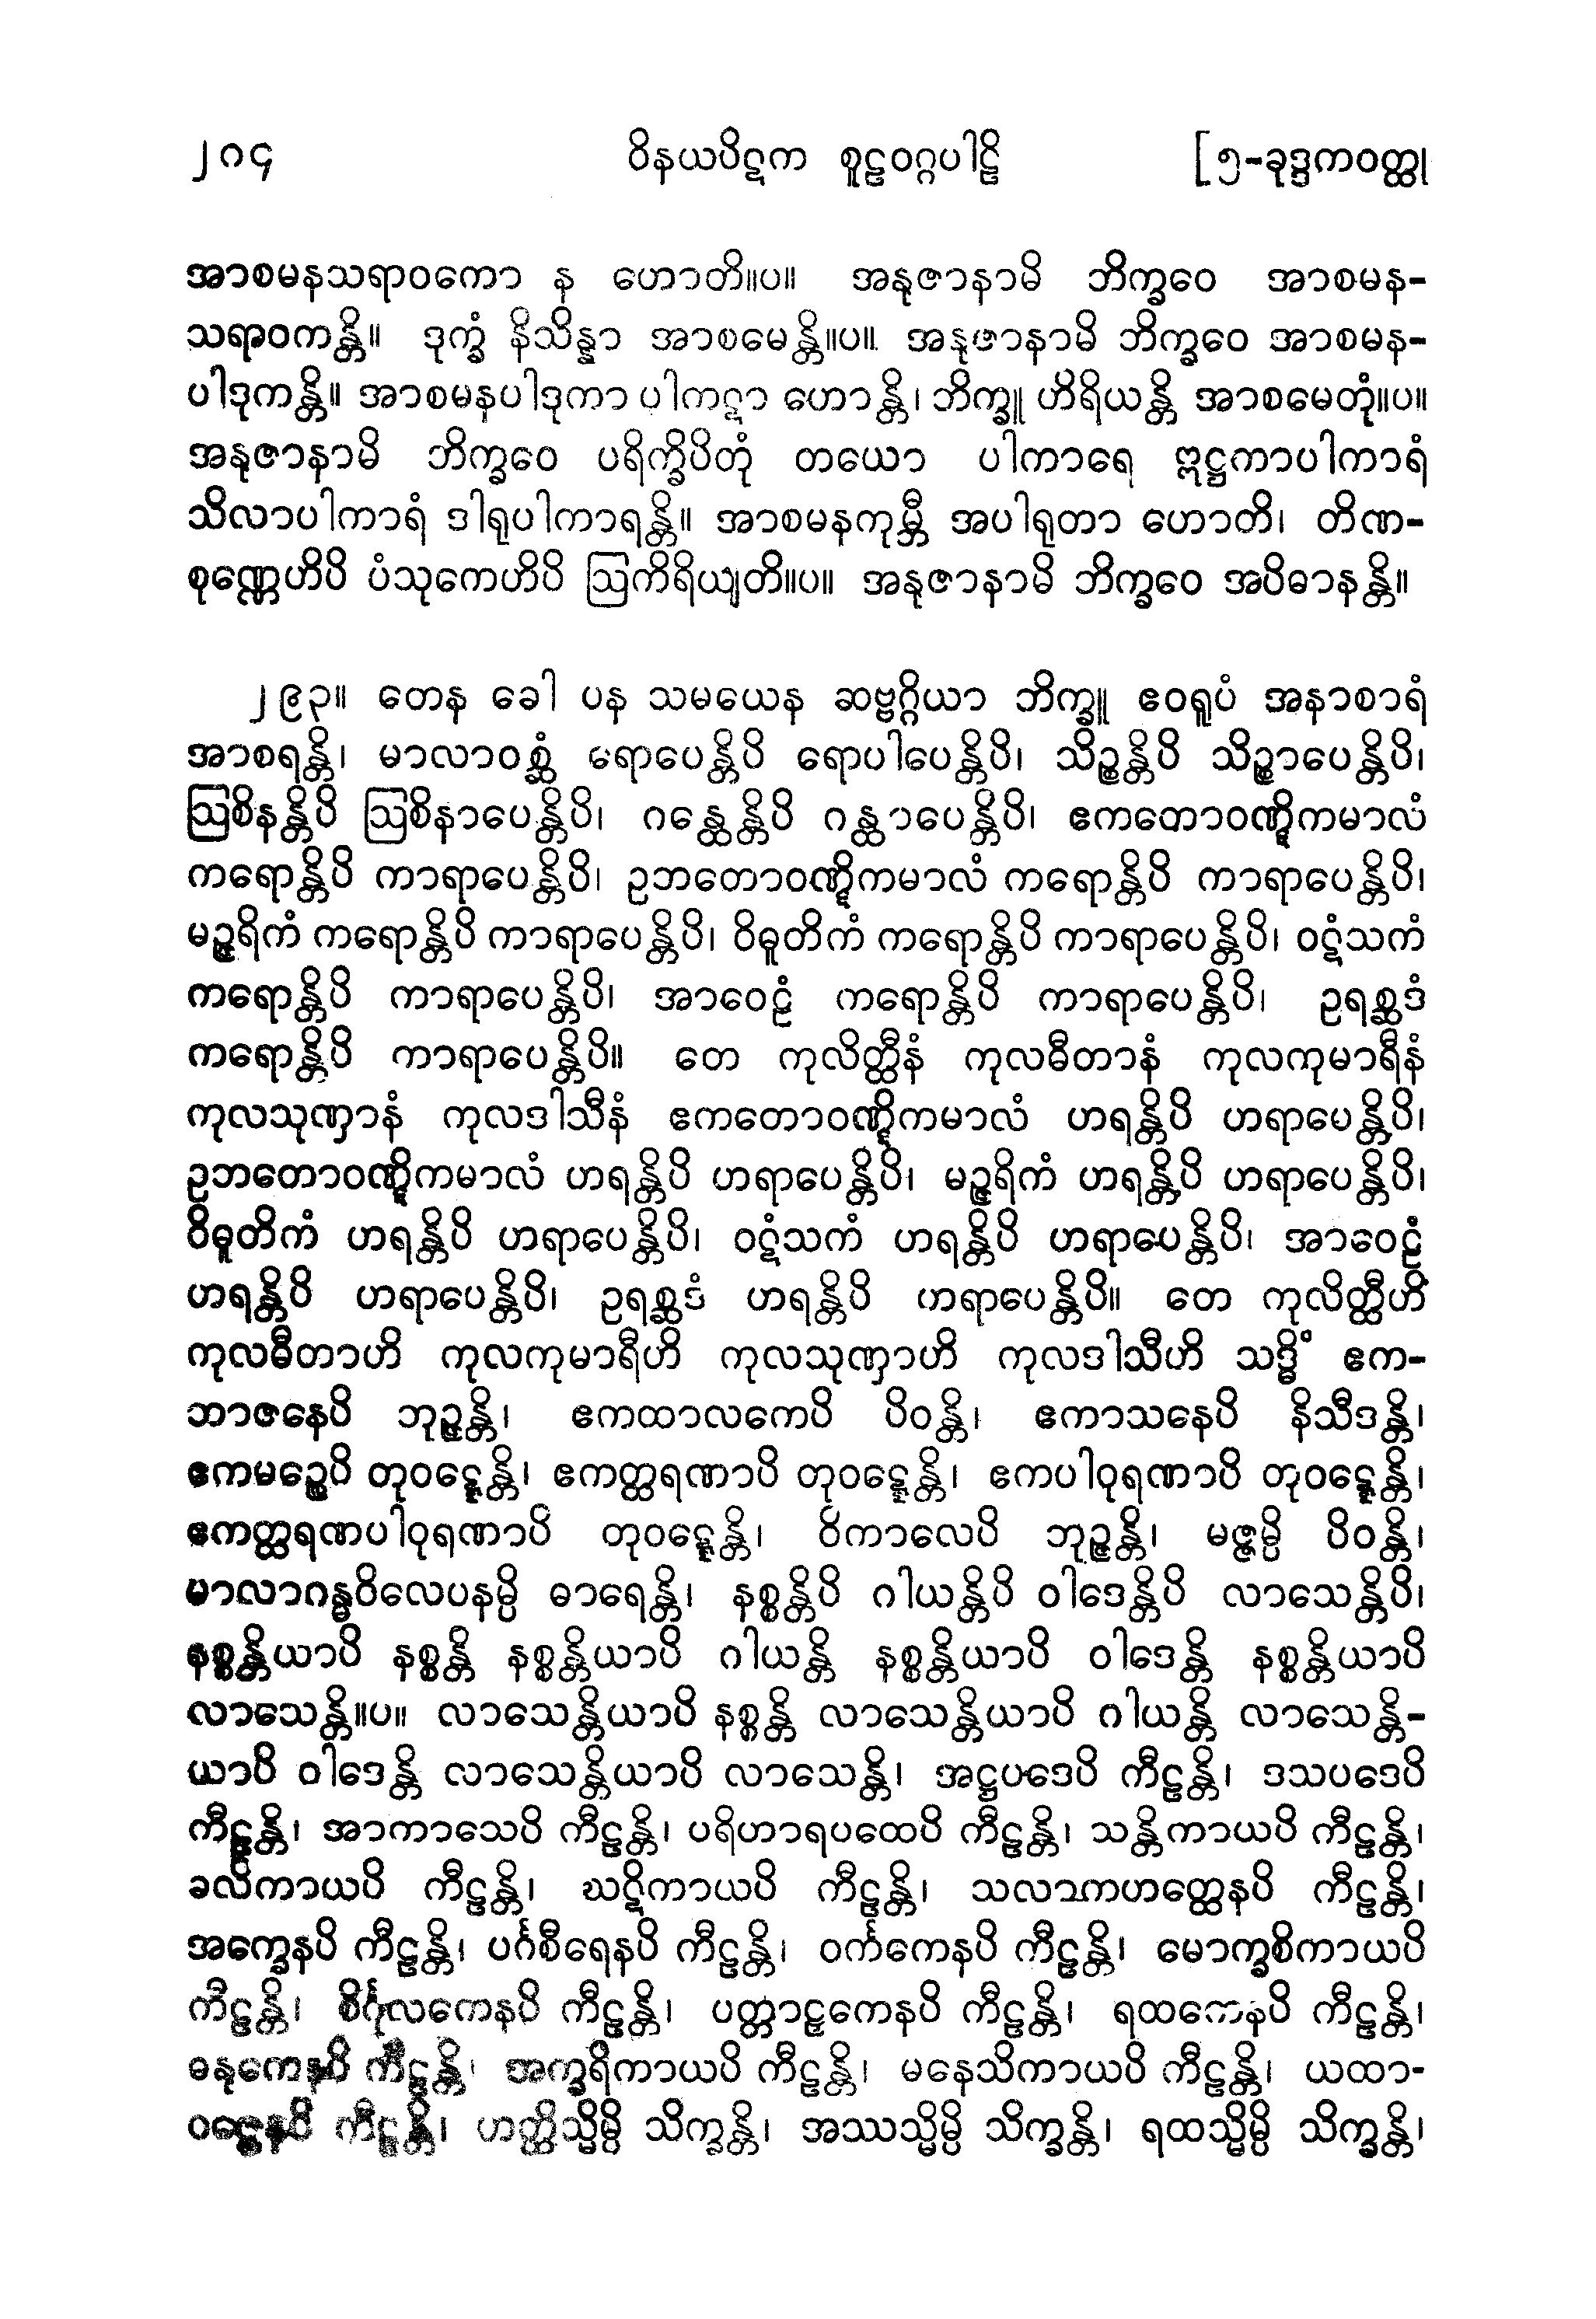 ၂၈၄ ဝိနယပိဋက စူဠဝဂ္ဂပါဠိ [၅-ခုဒ္ဒကဝတ္ထု
အာစမနသရာဝကော န ဟောတိ။ပ။ အနုဇာနာမိ ဘိက္ခဝေ အာစမန-
သရာဝကန္တိ။ ဒုက္ခံ နိသိန္နာ အာစမေန္တိ။ပ။ အနုဇာနာမိ ဘိက္ခဝေ အာစမန-
ပါဒုကန္တိ။ အာစမနပါဒုကာ ပါကဋာ ဟောန္တိ၊ ဘိက္ခူ ဟိရိယန္တိ အာစမေတုံ။ပ။
အနုဇာနာမိ ဘိက္ခဝေ ပရိက္ခိပိတုံ တယော ပါကာရေ ဣဋ္ဌကာပါကာရံ
သိလာပါကာရံ ဒါရုပါကာရန္တိ။ အာစမနကုမ္ဘီ အပါရုတာ ဟောတိ၊ တိဏ-
စုဏ္ဏေဟိပိ ပံသုကေဟိပိ ဩကိရိယျတိ။ပ။ အနုဇာနာမိ ဘိက္ခဝေ အပိဓာနန္တိ။
၂၉၃။ တေန ခေါ ပန သမယေန ဆဗ္ဗဂ္ဂိယာ ဘိက္ခူ ဧဝရူပံ အနာစာရံ
အာစရန္တိ၊ မာလာဝစ္ဆံ ရောပေန္တိပိ ရောပါပေန္တိပိ၊ သိဉ္စန္တိပိ သိဉ္စာပေန္တိပိ၊
ဩစိနန္တိပိ ဩစိနာပေန္တိပိ၊ ဂန္ထေန္တိပိ ဂန္ထာပေန္တိပိ၊ ဧကတောဝဏ္ဋိကမာလံ
ကရောန္တိပိ ကာရာပေန္တိပိ၊ ဥဘတောဝဏ္ဋိကမာလံ ကရောန္တိပိ ကာရာပေန္တိပိ၊
မဉ္ဇရိကံ ကရောန္တိပိ ကာရာပေန္တိပိ၊ ဝိဓူတိကံ ကရောန္တိပိ ကာရာပေန္တိပိ၊ ဝဋံသကံ
ကရောန္တိပိ ကာရာပေန္တိပိ၊ အာဝေဠံ ကရောန္တိပိ ကာရာပေန္တိပိ၊ ဥရစ္ဆဒံ
ကရောန္တိပိ ကာရာပေန္တိပိ။ တေ ကုလိတ္ထီနံ ကုလဓီတာနံ ကုလကုမာရီနံ
ကုလသုဏှာနံ ကုလဒါသီနံ ဧကတောဝဏ္ဋိကမာလံ ဟရန္တိပိ ဟရာပေန္တိပိ၊
ဥဘတောဝဏ္ဋိကမာလံ ဟရန္တိပိ ဟရာပေန္တိပိ၊ မဉ္ဇရိကံ ဟရန္တိပိ ဟရာပေန္တိပိ၊
ဝိဓူတိကံ ဟရန္တိပိ ဟရာပေန္တိပိ၊ ဝဋံသကံ ဟရန္တိပိ ဟရာပေန္တိပိ၊ အာဝေဠံ
ဟရန္တိပိ ဟရာပေန္တိပိ၊ ဥရစ္ဆဒံ ဟရန္တိပိ ဟရာပေန္တိပိ။ တေ ကုလိတ္ထီဟိ
ကုလဓီတာဟိ ကုလကုမာရီဟိ ကုလသုဏှာဟိ ကုလဒါသီဟိ သဒ္ဓိံ ဧက-
ဘာဇနေပိ ဘုဉ္ဇန္တိ၊ ဧကထာလကေပိ ပိဝန္တိ၊ ဧကာသနေပိ နိသီဒန္တိ၊
ဧကမဉ္စေပိ တုဝဋ္ဋေန္တိ၊ ဧကတ္ထရဏာပိ တုဝဋ္ဋေန္တိ၊ ဧကပါဝုရဏာပိ တုဝဋ္ဋေန္တိ၊
ဧကတ္ထရဏပါဝုရဏာပိ တုဝဋ္ဋေန္တိ၊ ဝိကာလေပိ ဘုဉ္ဇန္တိ၊ မဇ္ဇမ္ပိ ပိဝန္တိ၊
မာလာဂန္ဓဝိလေပနမ္ပိ ဓာရေန္တိ၊ နစ္စန္တိပိ ဂါယန္တိပိ ဝါဒေန္တိပိ လာသေန္တိပိ၊
နစ္စန္တိယာပိ နစ္စန္တိ နစ္စန္တိယာပိ ဂါယန္တိ နစ္စန္တိယာပိ ဝါဒေန္တိ နစ္စန္တိယာပိ
လာသေန္တိ။ပ။ လာသေန္တိယာပိ နစ္စန္တိ လာသေန္တိယာပိ ဂါယန္တိ လာသေန္တိ-
ယာပိ ဝါဒေန္တိ လာသေန္တိယာပိ လာသေန္တိ၊ အဋ္ဌပဒေပိ ကီဠန္တိ၊ ဒသပဒေပိ
ကီဠန္တိ၊ အာကာသေပိ ကီဠန္တိ၊ ပရိဟာရပထေပိ ကီဠန္တိ၊ သန္တိကာယပိ ကီဠန္တိ၊
ခလိကာယပိ ကီဠန္တိ၊ ဃဋိကာယပိ ကီဠန္တိ၊ သလာကဟတ္ထေနပိ ကီဠန္တိ၊
အက္ခေနပိ ကီဠန္တိ၊ ပင်္ဂစီရေနပိ ကီဠန္တိ၊ ဝင်္ကကေနပိ ကီဠန္တိ၊ မောက္ခစိကာယပိ
ကီဠန္တိ၊ စိင်္ဂုလကေနပိ ကီဠန္တိ၊ ပတ္တာဠှကေနပိ ကီဠန္တိ၊ ရထကေနပိ ကီဠန္တိ၊
ဓနုကေနပိ ကီဠန္တိ၊ အက္ခရိကာယပိ ကီဠန္တိ၊ မနေသိကာယပိ ကီဠန္တိ၊ ယထာ-
ဝဇ္ဇေနပိ ကီဠန္တိ၊ ဟတ္ထိသ္မိမ္ပိ သိက္ခန္တိ၊ အဿသ္မိမ္ပိ သိက္ခန္တိ၊ ရထသ္မိမ္ပိ သိက္ခန္တိ၊